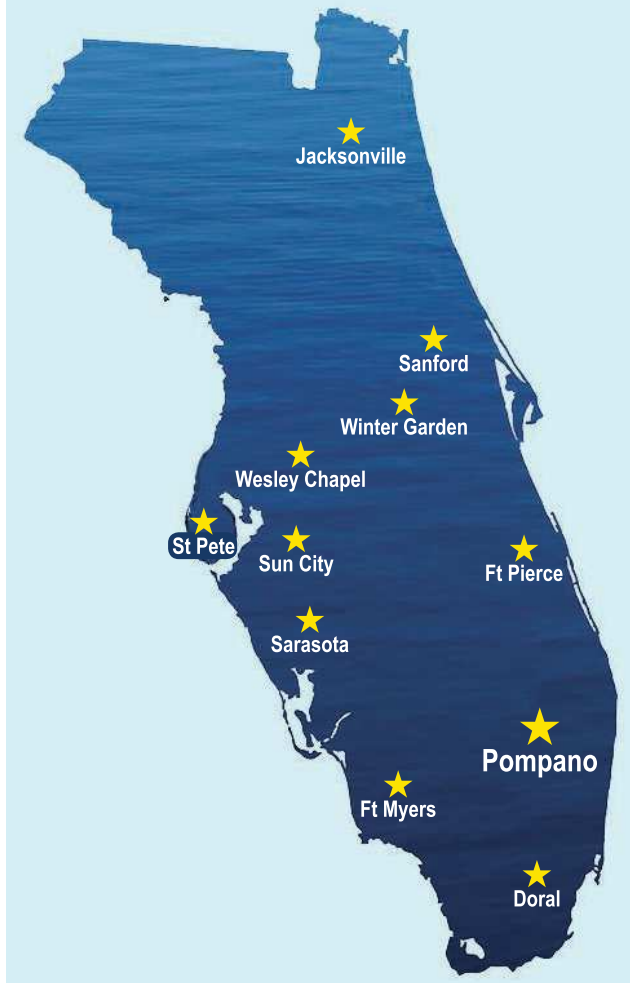 Jacksonville
Sanford
Winter Garden
Wesley Chapel
St Pete
Sun City
Ft Pierce
Sarasota
Pompano
Ft Myers
Doral